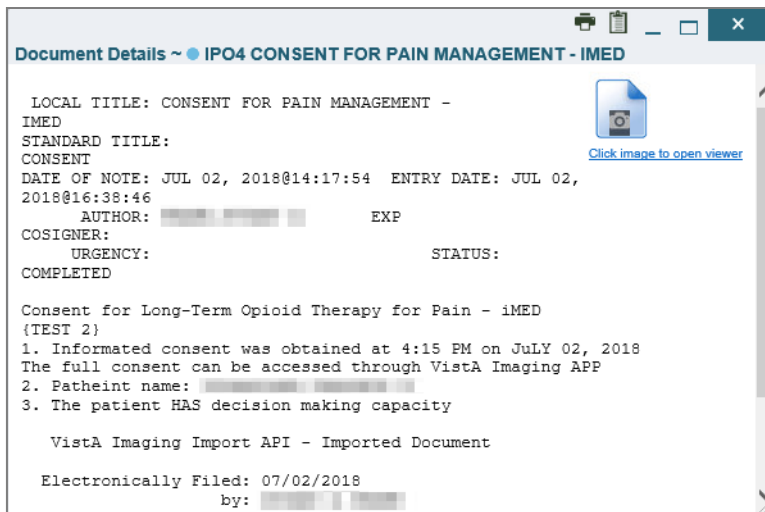 Document Details ~ IPO4 CONSENT FOR PAIN MANAGEMENT - IMED
LOCAL TITLE: CONSENT FOR PAIN MANAGEMENT -
IMED
STANDARD TITLE:
CONSENT
Click image to open viewer
DATE OF NOTE: JUL 02, 2018@14:17:54 ENTRY DATE: JUL 02,
2018@16:38:46
AUTHOR: EXP
COSIGNER:
URGENCY: STATUS:
COMPLETED
Consent for Long-Term Opioid Therapy for Pain - iMED
{TEST 2}
1. Informated consent was obtained at 4:15 PM on JuLY 02, 2018
The full consent can be accessed through VistA Imaging APP
2. Patheint name:
3. The patient HAS decision making capacity
VistA Imaging Import API - Imported Document
Electronically Filed: 07/02/2018
by: